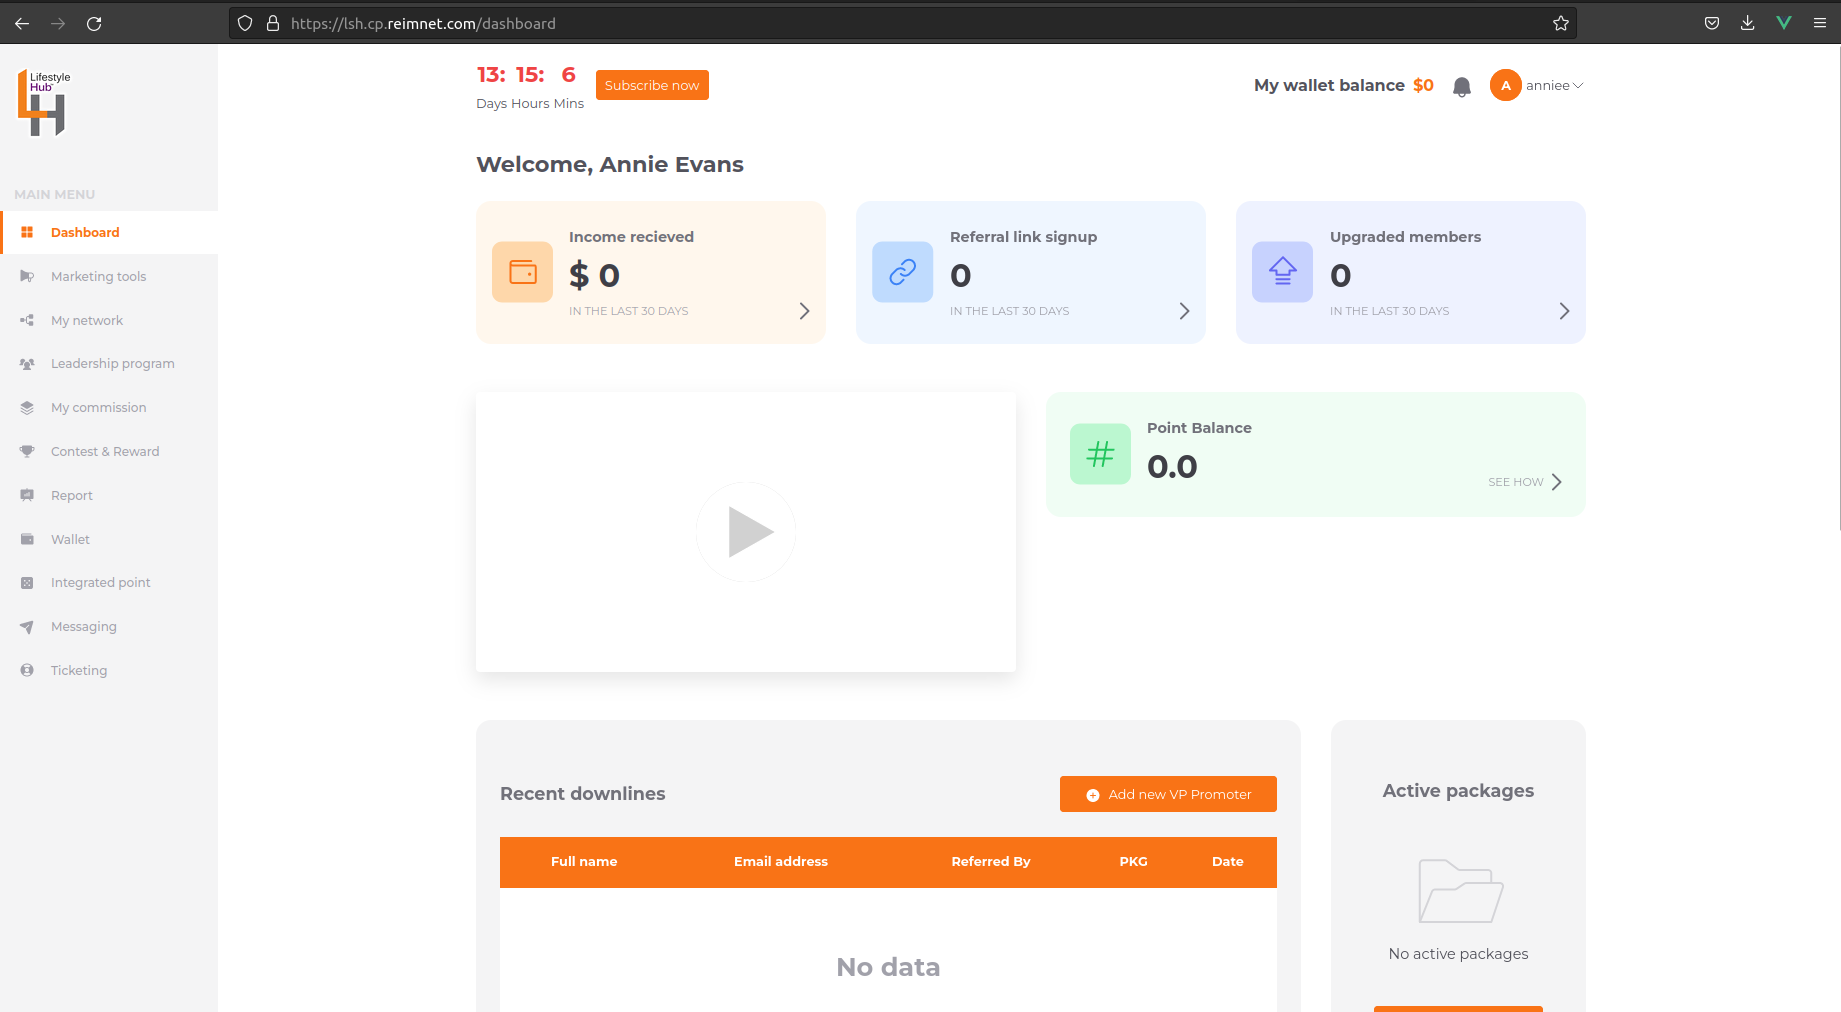 https://lsh.cp.reimnet.com/dashboard
Lifestyle
Hub
MAIN MENU
Dashboard
Marketing tools
My network
Leadership program
My commission
Contest & Reward
Report
Wallet
Integrated point
Messaging
Ticketing
13: 15: 6
Days Hours Mins
Subscribe now
My wallet balance $0
A anniee
Welcome, Annie Evans
Income recieved
$ 0
IN THE LAST 30 DAYS
Referral link signup
0
IN THE LAST 30 DAYS
Upgraded members
0
IN THE LAST 30 DAYS
Point Balance
0.0
SEE HOW
Recent downlines
Add new VP Promoter
Full name Email address Referred By PKG Date
No data
Active packages
No active packages